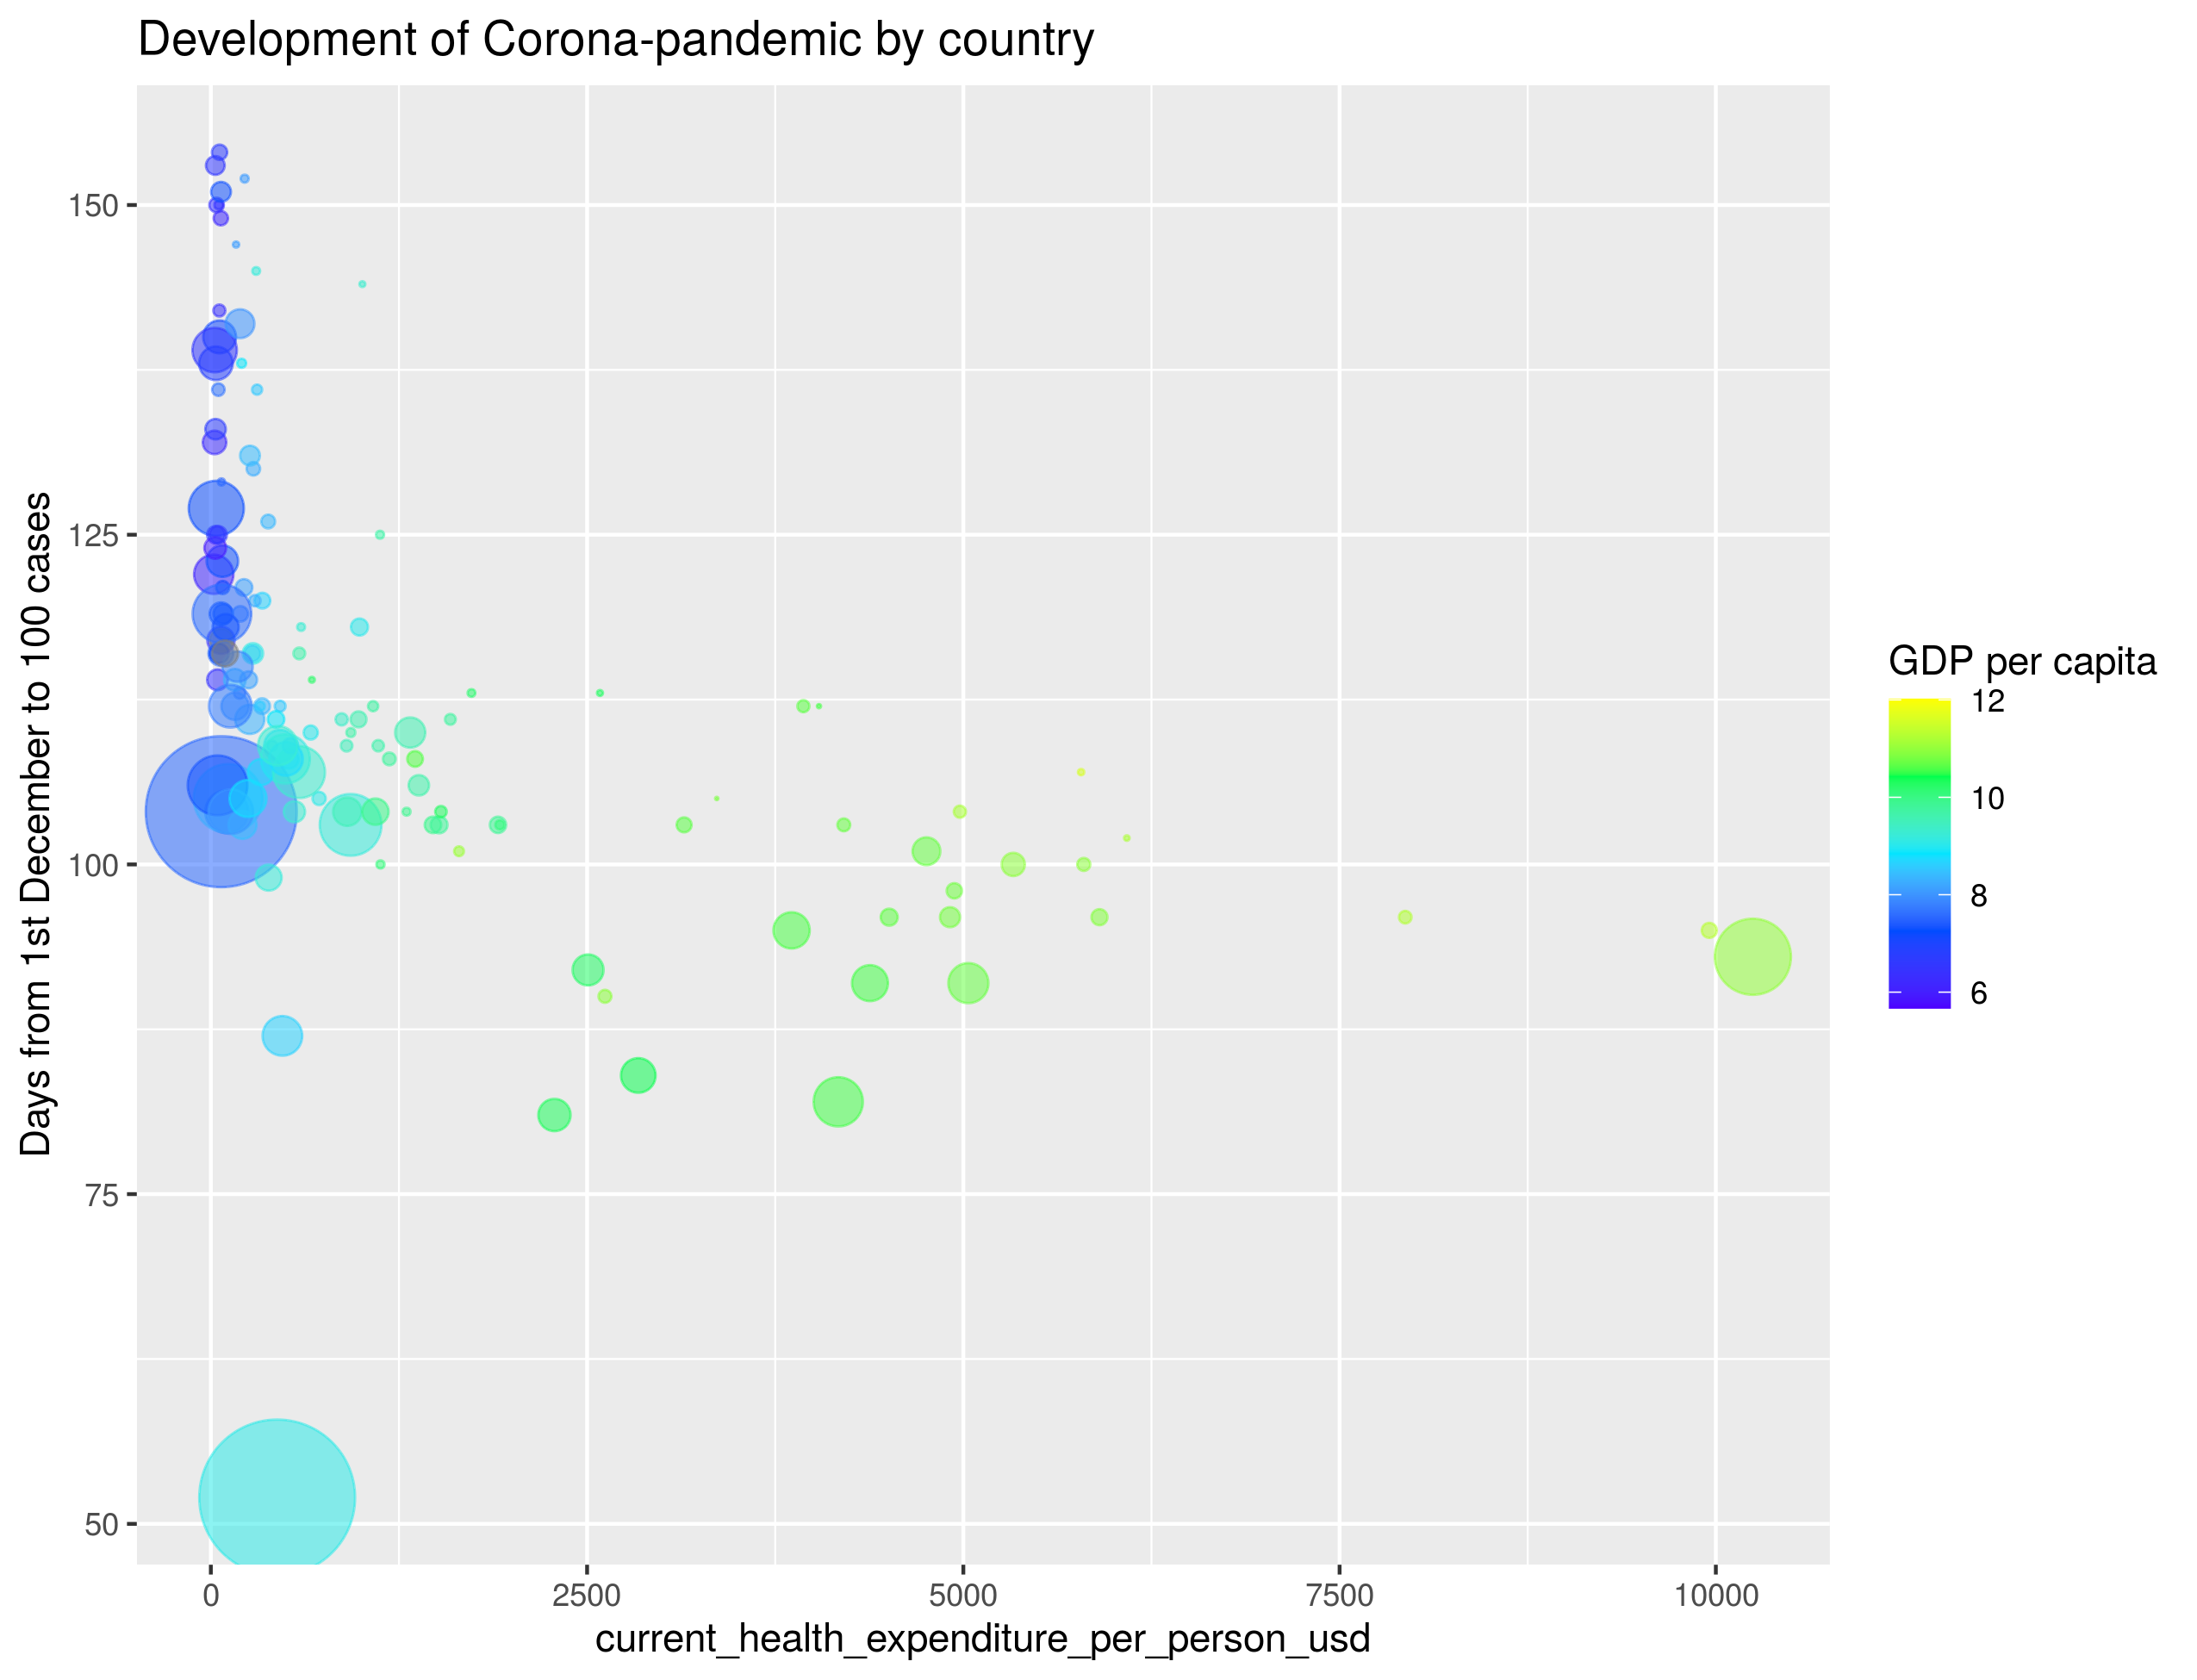 Development of Corona-pandemic by country
Days from 1st December to 100 cases
150
125
100
75
50
0 2500 5000 7500 10000
current_health_expenditure_per_person_usd
GDP per capita
12
10
8
6